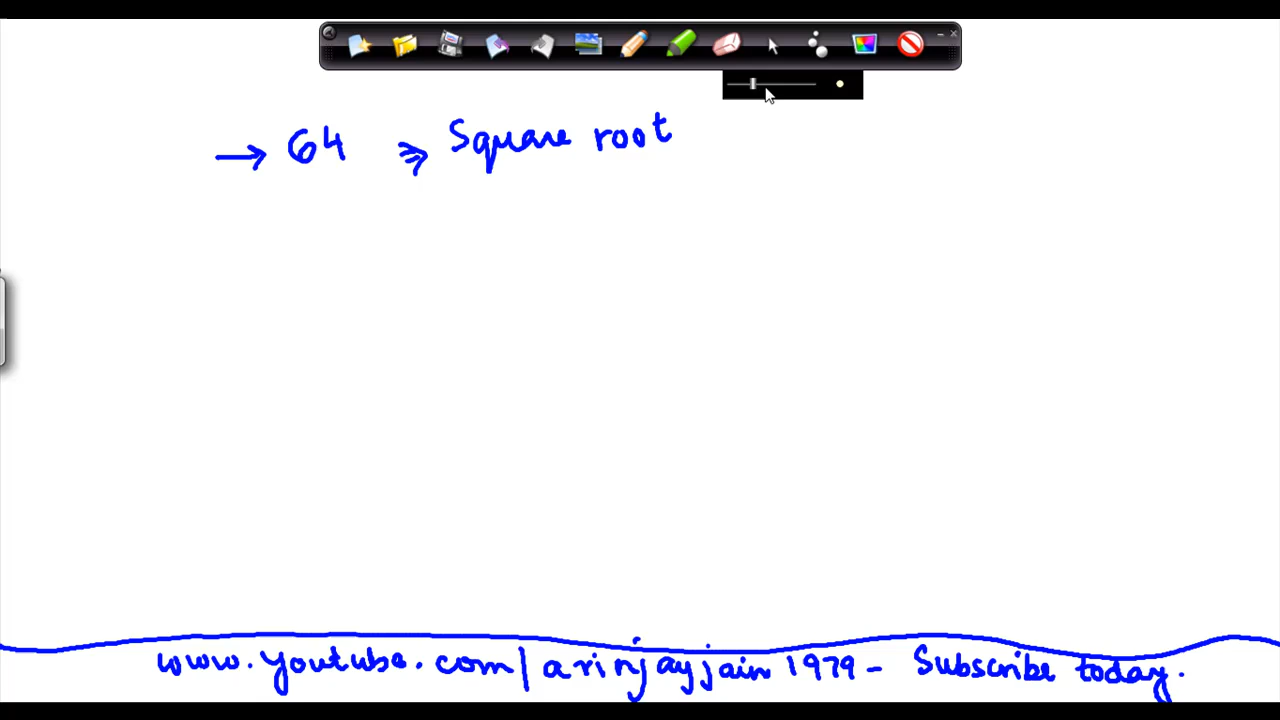 → 64 ⇛ Square root
www.youtube.com/arinjayjain1979 - Subscribe today.